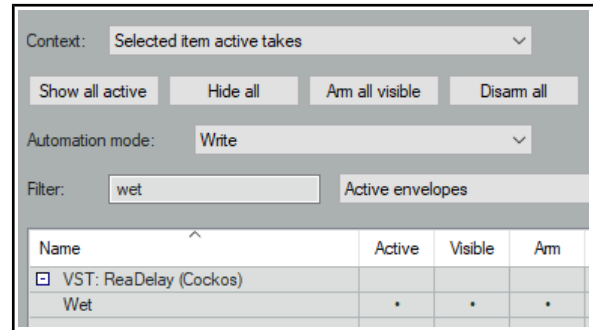 Context: Selected item active takes
Show all active Hide all Arm all visible Disarm all
Automation mode: Write
Filter: wet Active envelopes
Name Active Visible Arm
VST: ReaDelay (Cockos)
Wet • • •